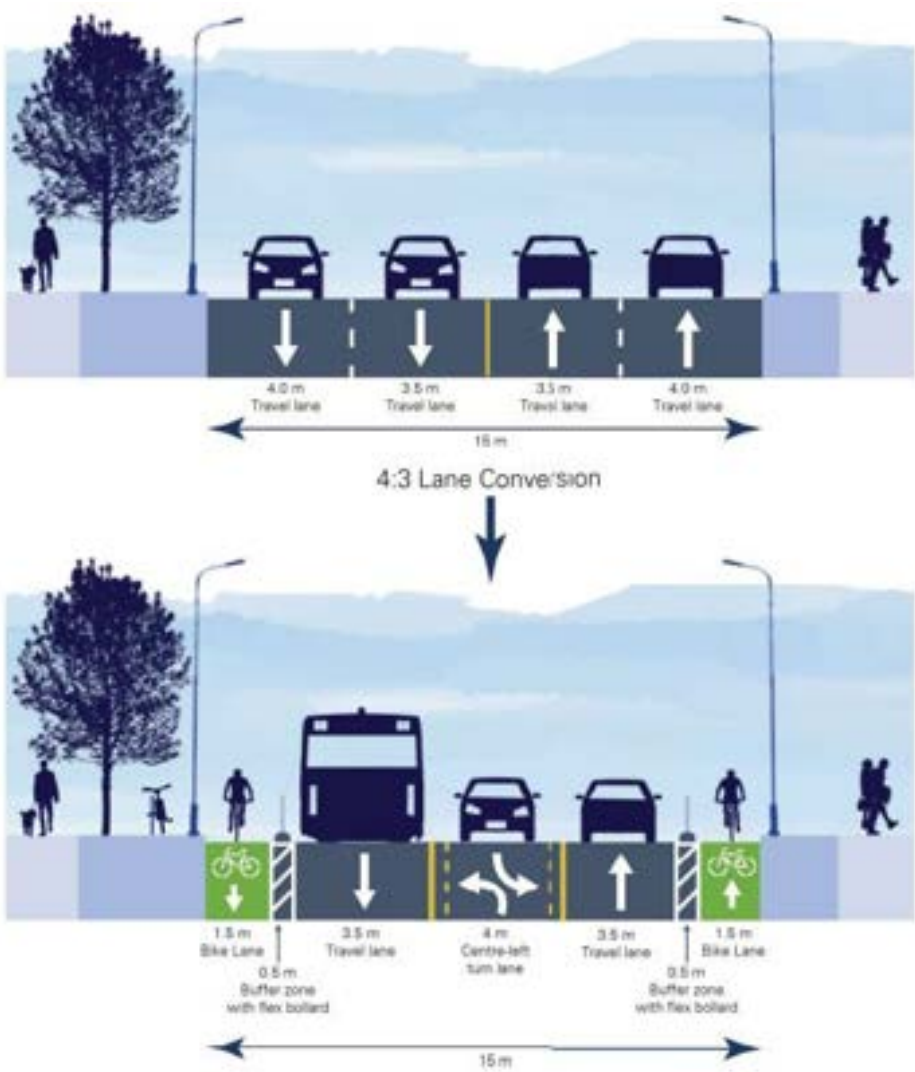 4.0 m
Travel lane
3.5 m
Travel lane
3.5 m
Travel lane
4.0 m
Travel lane
15 m
4:3 Lane Conversion
1.5 m
Bike Lane
0.5 m
Buffer zone
with flex bollard
3.5 m
Travel lane
4 m
Centre-left
turn lane
3.5 m
Travel lane
0.5 m
Buffer zone
with flex bollard
1.5 m
Bike Lane
15 m